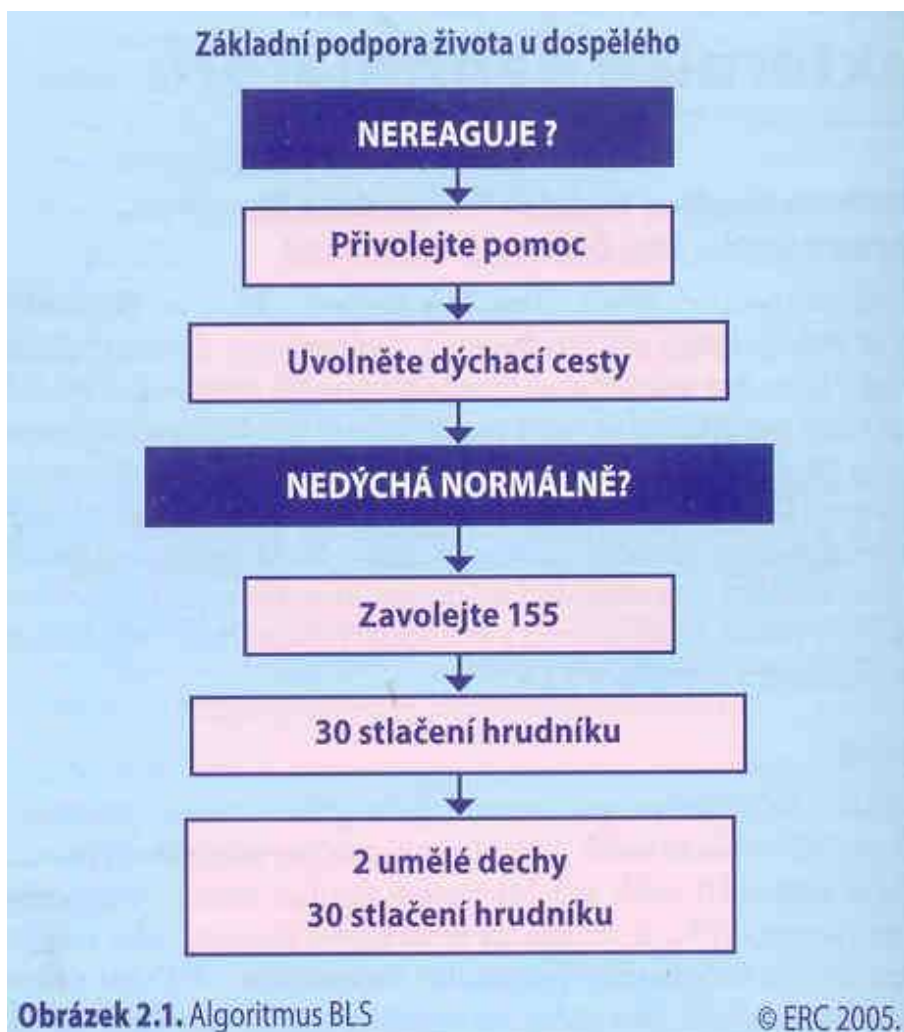 Základní podpora života u dospělého
NEREAGUJE ?
Přivolejte pomoc
Uvolněte dýchací cesty
NEDÝCHÁ NORMÁLNĚ?
Zavolejte 155
30 stlačení hrudníku
2 umělé dechy
30 stlačení hrudníku
Obrázek 2.1. Algoritmus BLS
© ERC 2005.